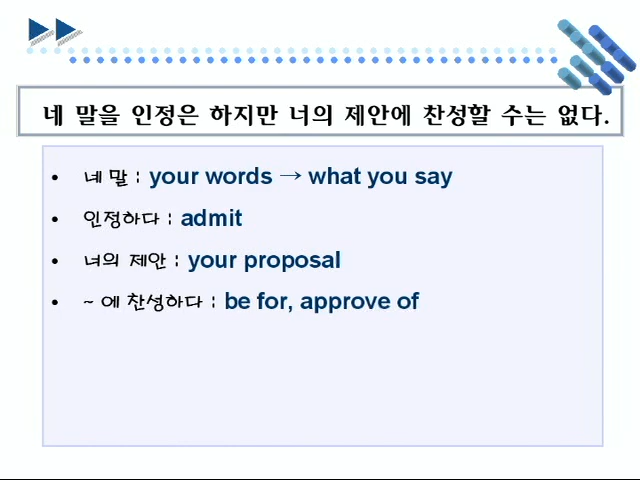 네 말을 인정은 하지만 너의 제안에 찬성할 수는 없다.
• 네 말 : your words → what you say
• 인정하다 : admit
• 너의 제안 : your proposal
• ~ 에 찬성하다 : be for, approve of